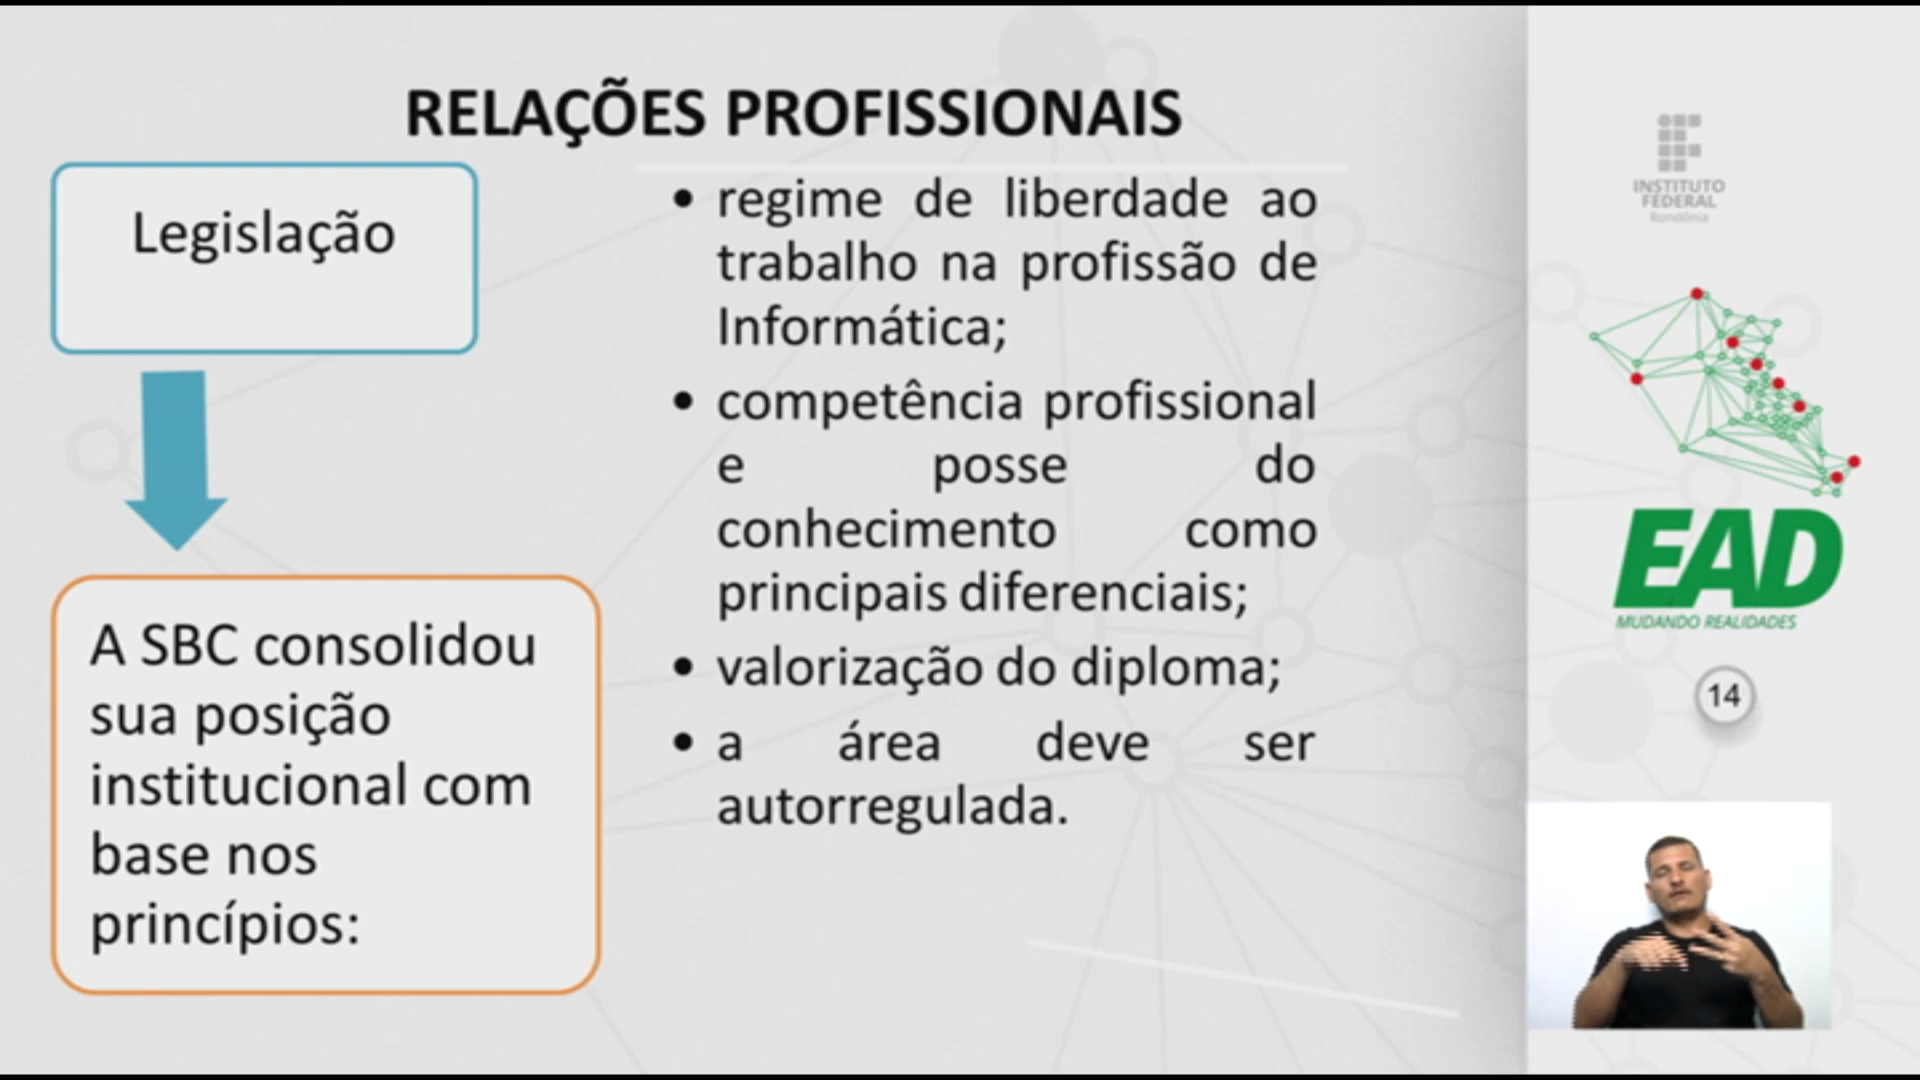 RELAÇÕES PROFISSIONAIS
Legislação
A SBC consolidou
sua posição
institucional com
base nos
princípios:
• regime de liberdade ao
trabalho na profissão de
Informática;
• competência profissional
e posse do
conhecimento como
principais diferenciais;
• valorização do diploma;
• a área deve ser
autorregulada.
INSTITUTO
FEDERAL
Rondônia
EAD
MUDANDO REALIDADES
14